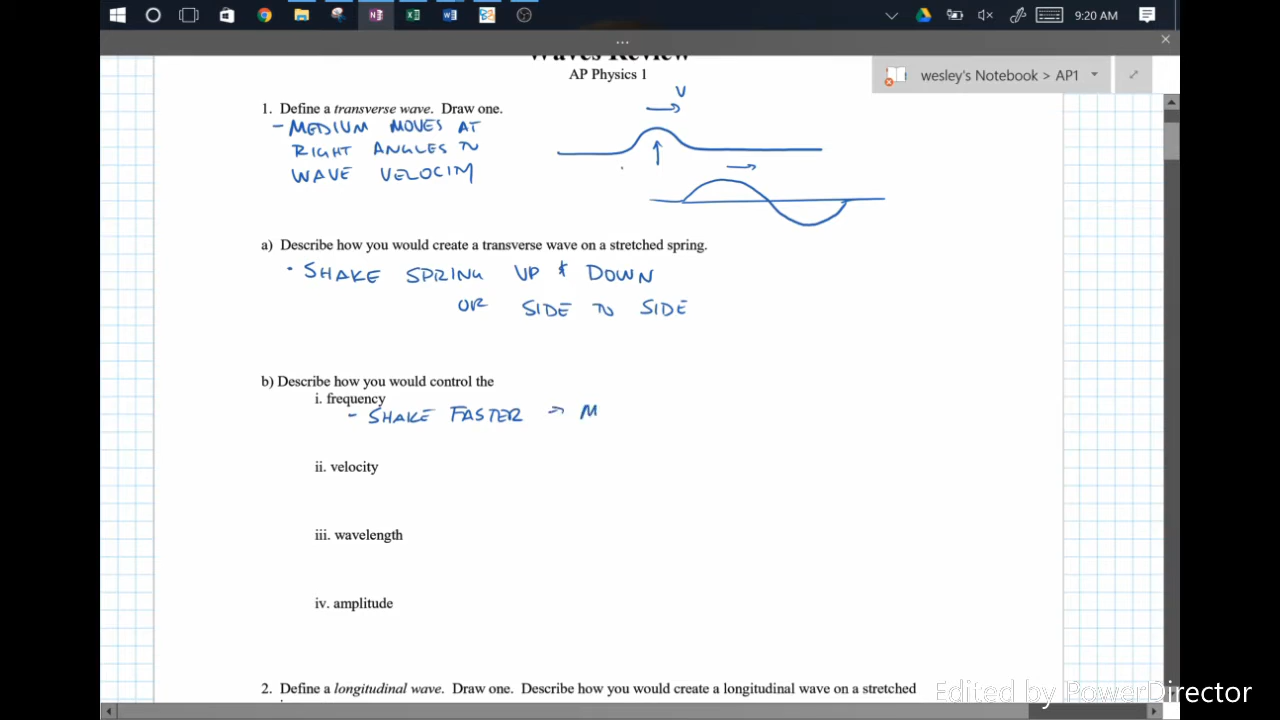 9:20 AM
...
Waves Review
AP Physics 1
wesley's Notebook > AP1
1. Define a transverse wave. Draw one.
V
- MEDIUM MOVES AT
RIGHT ANGLES TO
WAVE VELOCITY
a) Describe how you would create a transverse wave on a stretched spring.
• SHAKE SPRING UP & DOWN
OR SIDE TO SIDE
b) Describe how you would control the
i. frequency
- SHAKE FASTER → M
ii. velocity
iii. wavelength
iv. amplitude
2. Define a longitudinal wave. Draw one. Describe how you would create a longitudinal wave on a stretched
Edited by PowerDirector